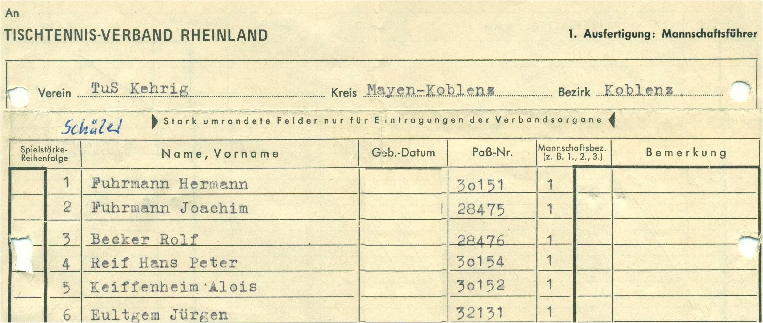 An
TISCHTENNIS-VERBAND RHEINLAND
1. Ausfertigung: Mannschaftsführer
Verein TuS Kehrig Kreis Mayen-Koblenz Bezirk Koblenz
Schüler
Stark umrandete Felder nur für Eintragungen der Verbandsorgane
Spielstärke-Reihenfolge Name, Vorname Geb.-Datum Paß-Nr. Mannschaftsbez. (z. B. 1., 2., 3.) Bemerkung
1 Fuhrmann Hermann 30151 1
2 Fuhrmann Joachim 28475 1
3 Becker Rolf 28476 1
4 Reif Hans Peter 30154 1
5 Keiffenheim Alois 30152 1
6 Eultgem Jürgen 32131 1